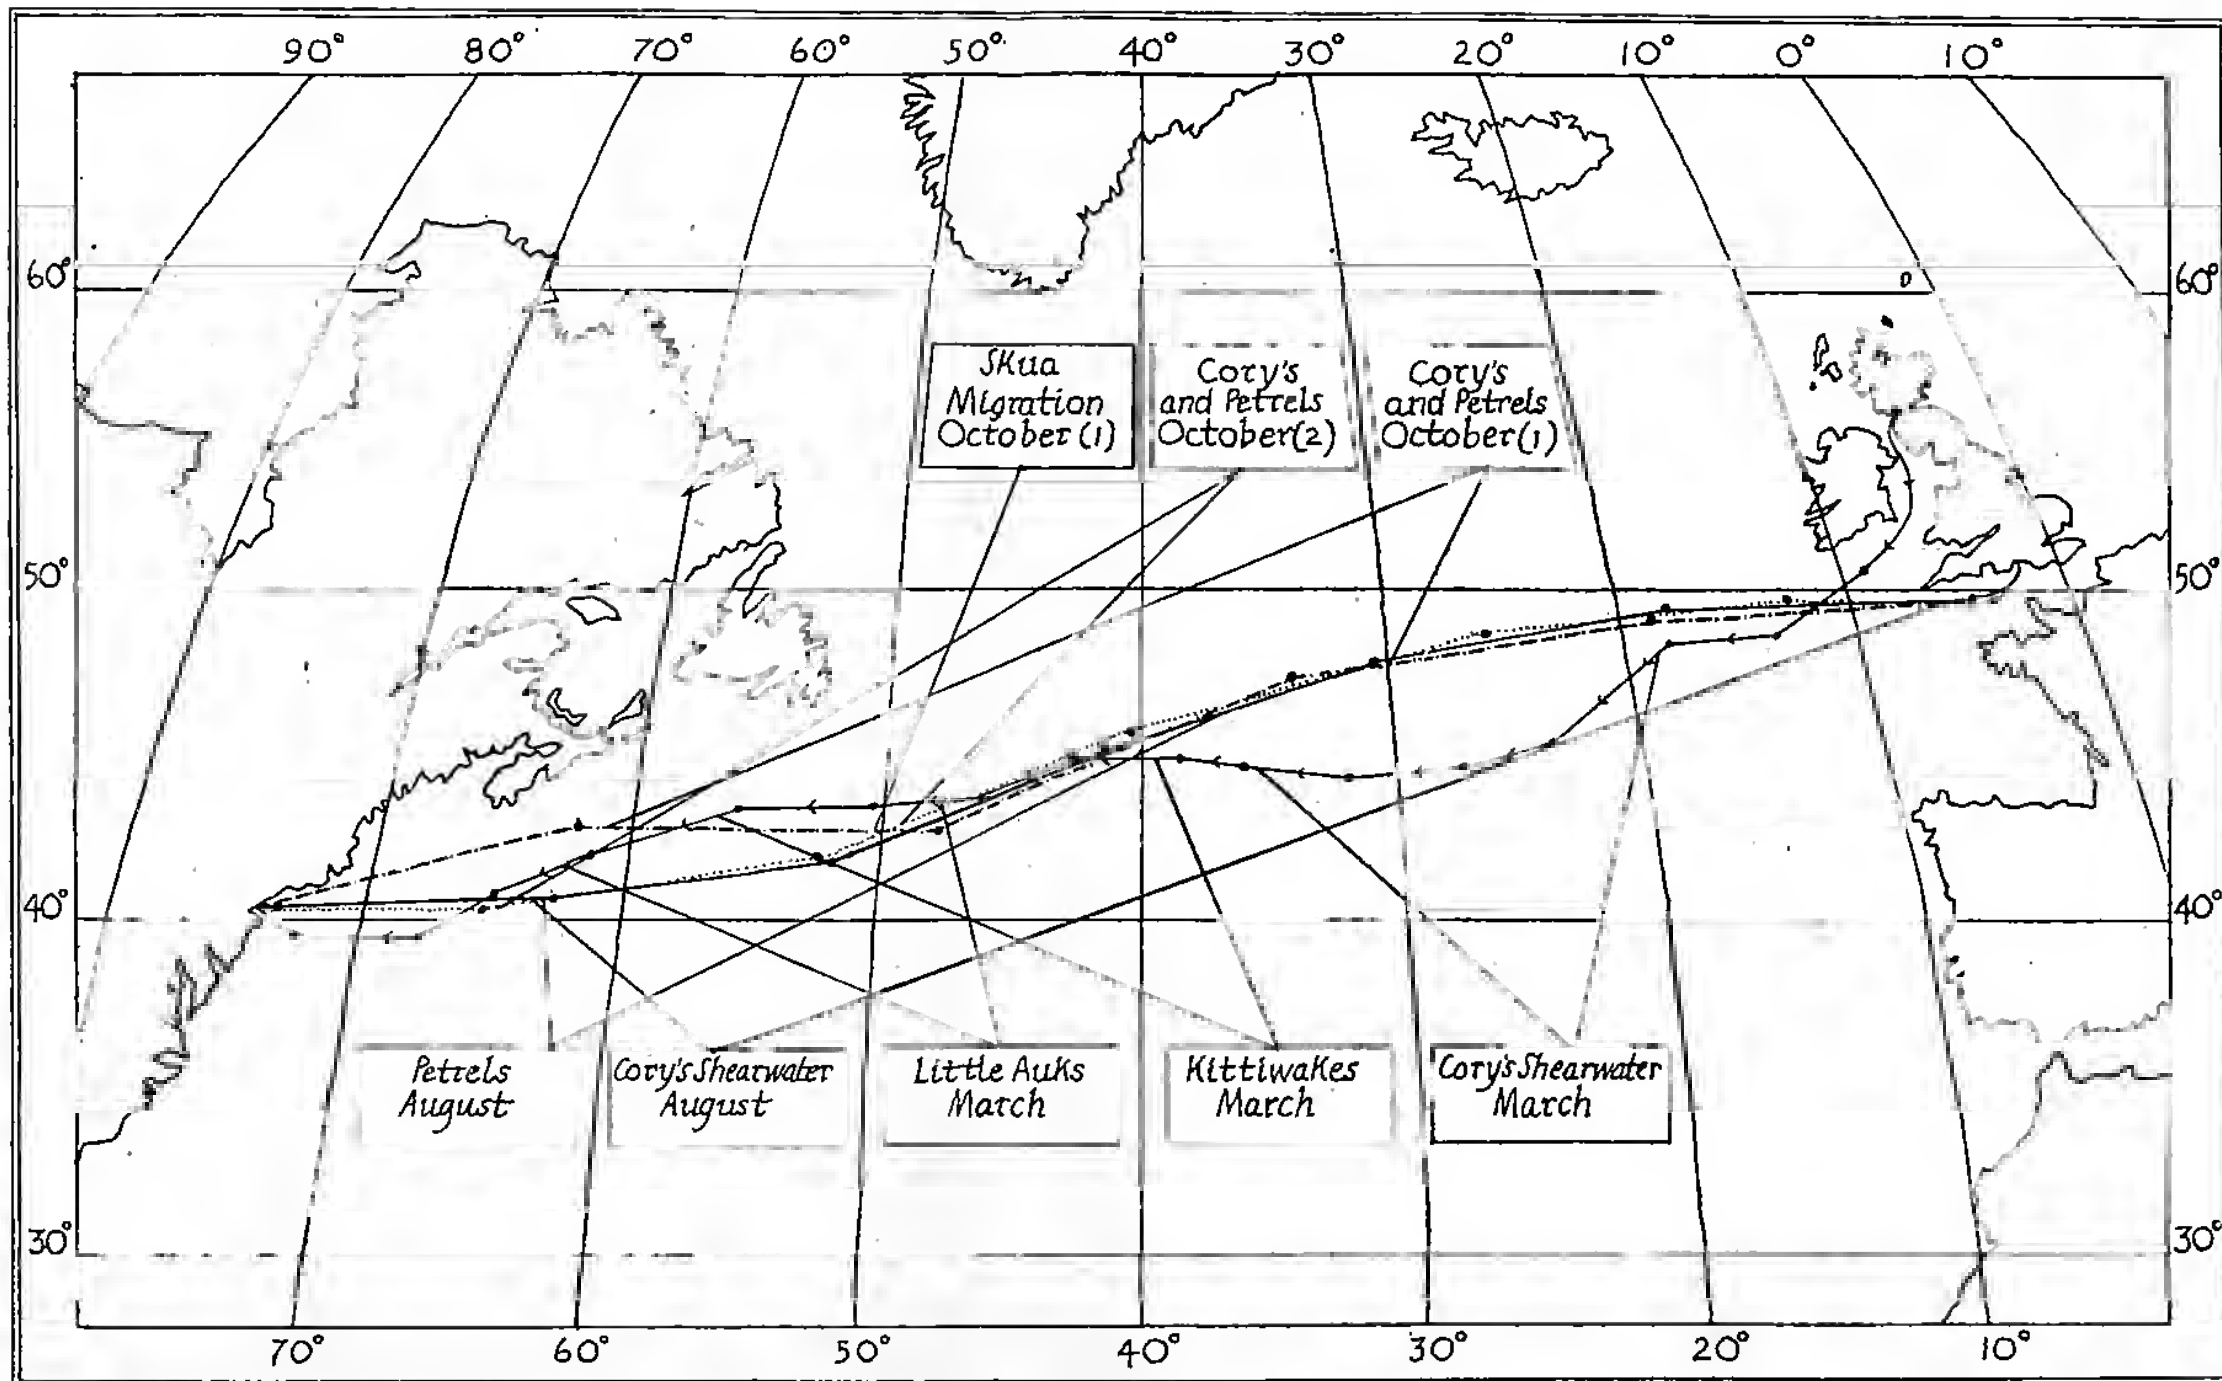 90° 80° 70° 60° 50° 40° 30° 20° 10° 0° 10°
60° 60°
Skua
Migration
October (1)
Cory's
and Petrels
October (2)
Cory's
and Petrels
October (1)
50° 50°
40° 40°
Petrels
August
Cory's Shearwater
August
Little Auks
March
Kittiwakes
March
Cory's Shearwater
March
30° 30°
70° 60° 50° 40° 30° 20° 10°